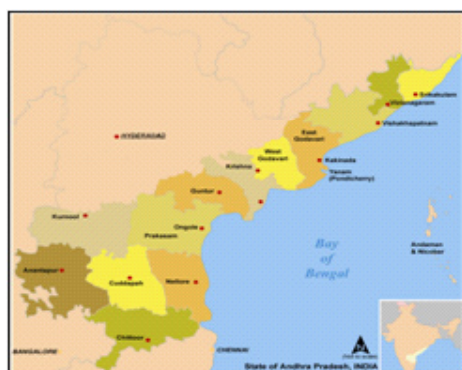 Srikakulam
Vizianagaram
Vishakhapatnam
HYDERABAD
East
Godavari
West
Godavari
Krishna
Kakinada
Yanam
(Pondicherry)
Guntur
Kurnool
Ongole
Prakasam
Bay
of
Bengal
Andaman
& Nicobar
Anantapur
Cuddapah
Nellore
Chittoor
BANGALORE
CHENNAI
State of Andhra Pradesh, INDIA